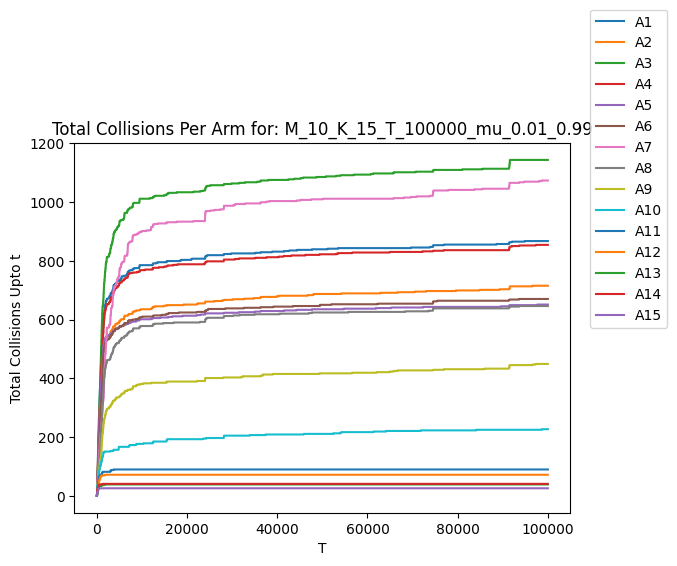 Total Collisions Per Arm for: M_10_K_15_T_100000_mu_0.01_0.99
1200
1000
800
600
400
200
0
Total Collisions Upto t
0 20000 40000 60000 80000 100000
T
A1
A2
A3
A4
A5
A6
A7
A8
A9
A10
A11
A12
A13
A14
A15